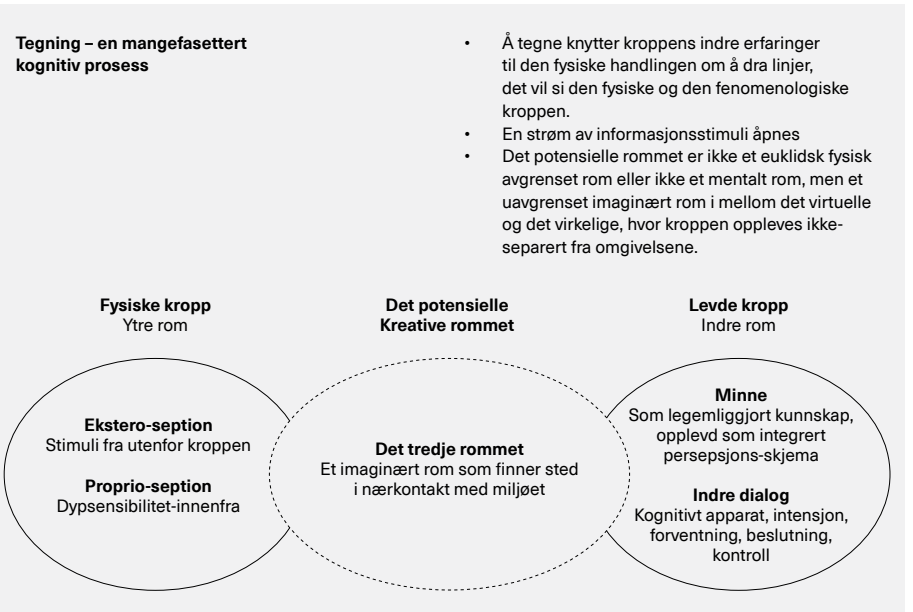 Tegning – en mangefasettert
kognitiv prosess
• Å tegne knytter kroppens indre erfaringer
til den fysiske handlingen om å dra linjer,
det vil si den fysiske og den fenomenologiske
kroppen.
• En strøm av informasjonsstimuli åpnes
• Det potensielle rommet er ikke et euklidsk fysisk
avgrenset rom eller ikke et mentalt rom, men et
uavgrenset imaginært rom i mellom det virtuelle
og det virkelige, hvor kroppen oppleves ikke-
separert fra omgivelsene.
Fysiske kropp
Ytre rom
Det potensielle
Kreative rommet
Levde kropp
Indre rom
Ekstero-seption
Stimuli fra utenfor kroppen
Proprio-seption
Dypsensibilitet-innenfra
Det tredje rommet
Et imaginært rom som finner sted
i nærkontakt med miljøet
Minne
Som legemliggjort kunnskap,
opplevd som integrert
persepsjons-skjema
Indre dialog
Kognitivt apparat, intensjon,
forventning, beslutning,
kontroll